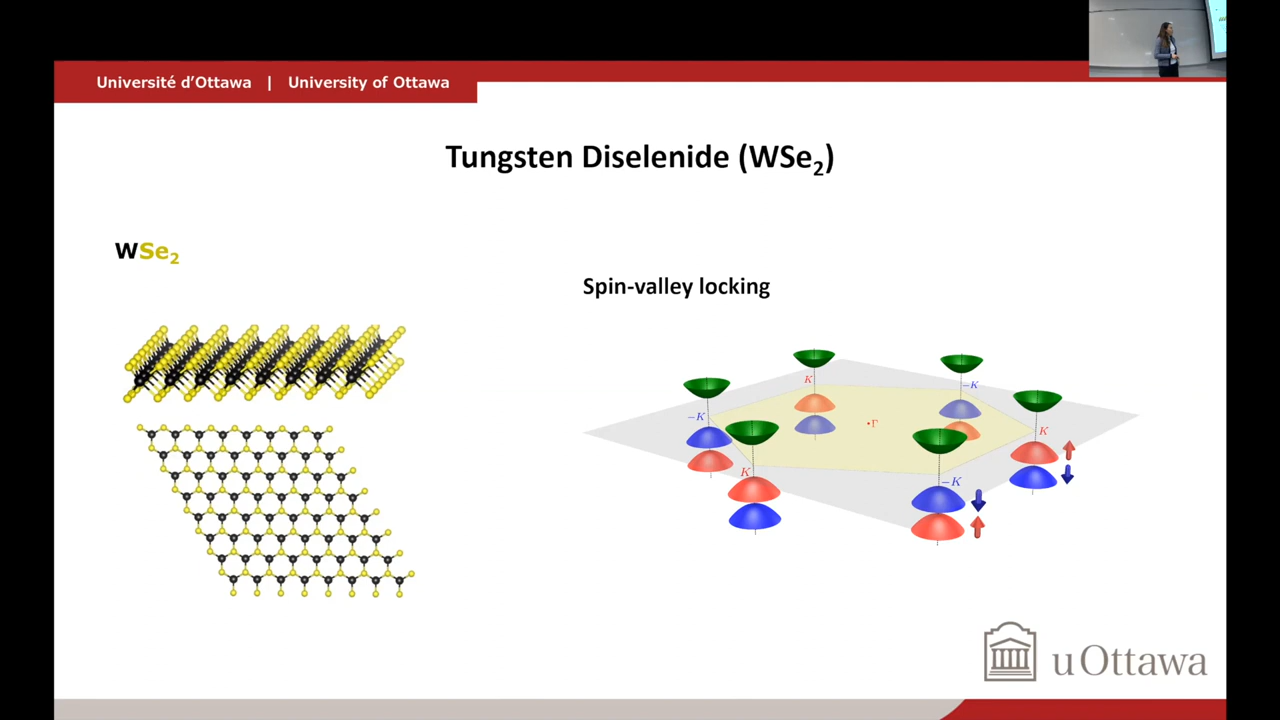 Université d'Ottawa | University of Ottawa
Tungsten Diselenide (WSe₂)
WSe₂
Spin-valley locking
K
−K
−K
Γ
K
K
−K
uOttawa